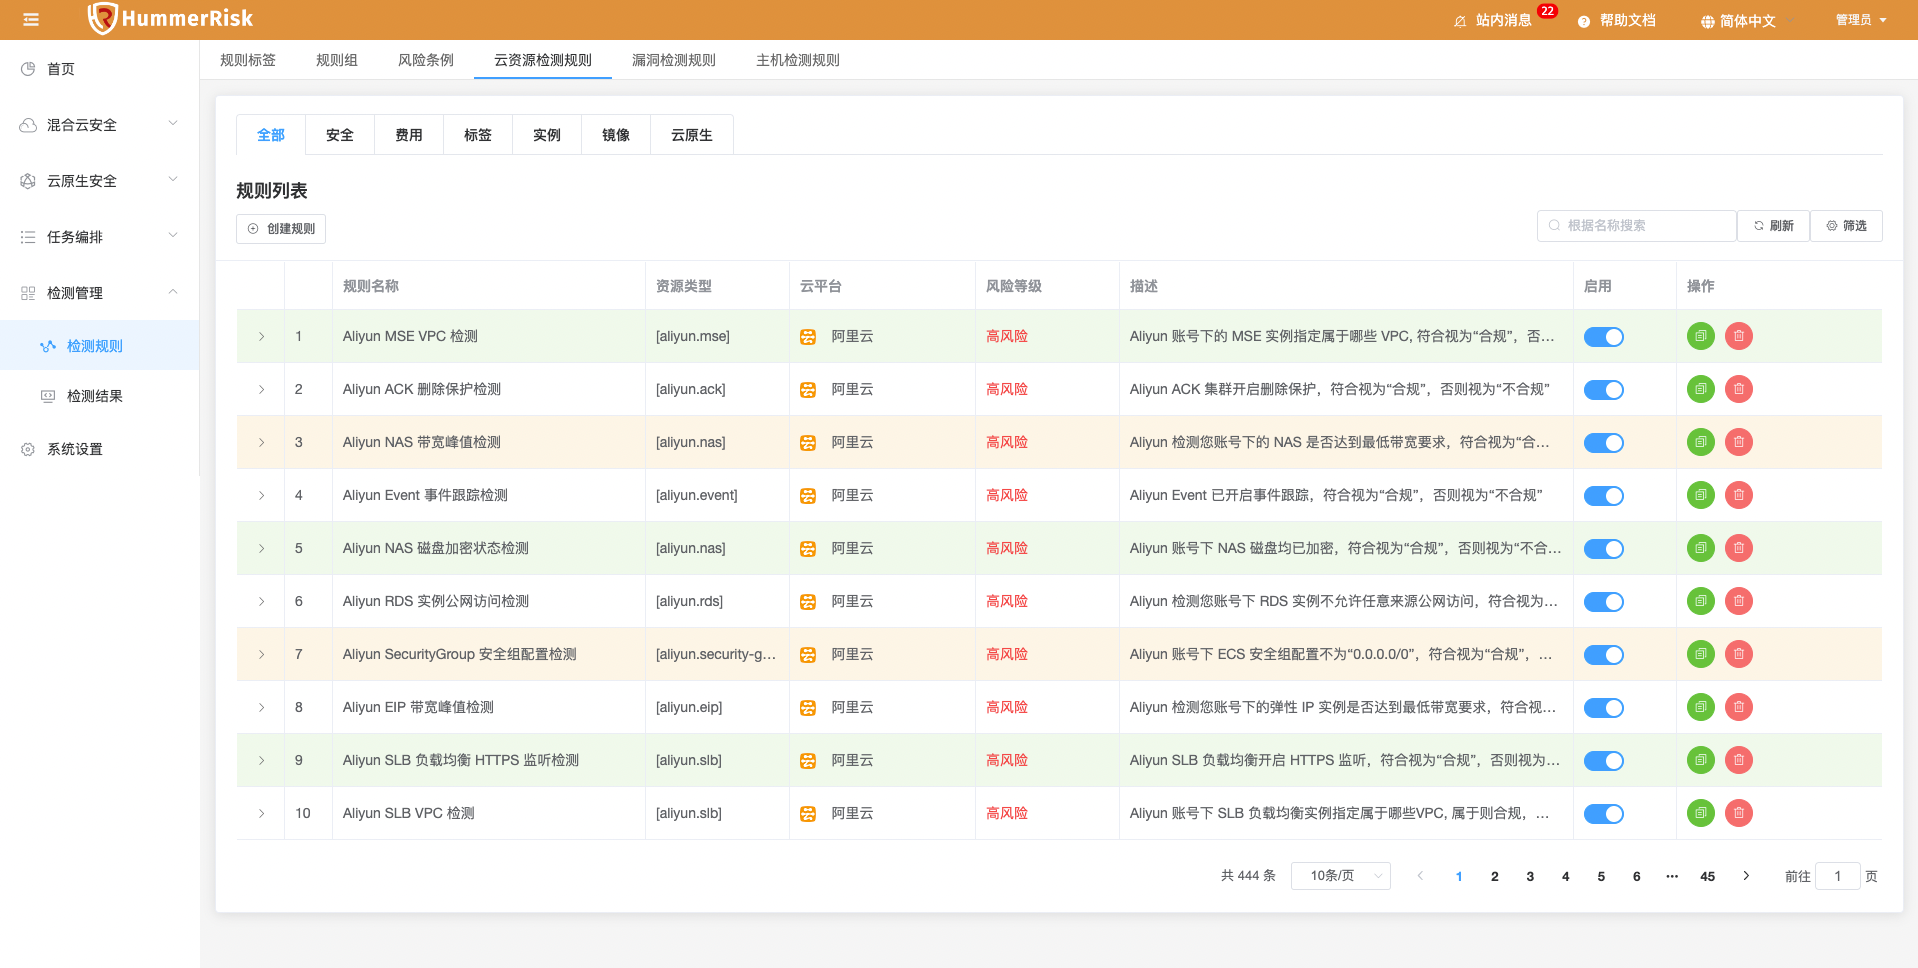 HummerRisk
站内消息 22 帮助文档 简体中文 管理员
首页
混合云安全
云原生安全
任务编排
检测管理
检测规则
检测结果
系统设置
规则标签 规则组 风险条例 云资源检测规则 漏洞检测规则 主机检测规则
全部 安全 费用 标签 实例 镜像 云原生
规则列表
创建规则 根据名称搜索 刷新 筛选
规则名称 资源类型 云平台 风险等级 描述 启用 操作
1 Aliyun MSE VPC 检测 [aliyun.mse] 阿里云 高风险 Aliyun 账号下的 MSE 实例指定属于哪些 VPC, 符合视为“合规”，否…
2 Aliyun ACK 删除保护检测 [aliyun.ack] 阿里云 高风险 Aliyun ACK 集群开启删除保护，符合视为“合规”，否则视为“不合规”
3 Aliyun NAS 带宽峰值检测 [aliyun.nas] 阿里云 高风险 Aliyun 检测您账号下的 NAS 是否达到最低带宽要求，符合视为“合…
4 Aliyun Event 事件跟踪检测 [aliyun.event] 阿里云 高风险 Aliyun Event 已开启事件跟踪，符合视为“合规”，否则视为“不合规”
5 Aliyun NAS 磁盘加密状态检测 [aliyun.nas] 阿里云 高风险 Aliyun 账号下 NAS 磁盘均已加密，符合视为“合规”，否则视为“不合…
6 Aliyun RDS 实例公网访问检测 [aliyun.rds] 阿里云 高风险 Aliyun 检测您账号下 RDS 实例不允许任意来源公网访问，符合视为…
7 Aliyun SecurityGroup 安全组配置检测 [aliyun.security-g… 阿里云 高风险 Aliyun 账号下 ECS 安全组配置不为“0.0.0.0/0”，符合视为“合规”，…
8 Aliyun EIP 带宽峰值检测 [aliyun.eip] 阿里云 高风险 Aliyun 检测您账号下的弹性 IP 实例是否达到最低带宽要求，符合视…
9 Aliyun SLB 负载均衡 HTTPS 监听检测 [aliyun.slb] 阿里云 高风险 Aliyun SLB 负载均衡开启 HTTPS 监听，符合视为“合规”，否则视为…
10 Aliyun SLB VPC 检测 [aliyun.slb] 阿里云 高风险 Aliyun 账号下 SLB 负载均衡实例指定属于哪些VPC, 属于则合规，…
共 444 条 10条/页 1 2 3 4 5 6 ··· 45 前往 1 页